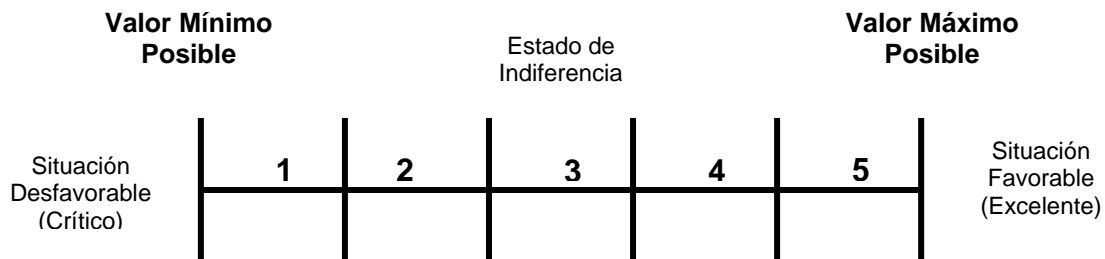 Valor Mínimo
Posible
Estado de
Indiferencia
Valor Máximo
Posible
Situación
Desfavorable
(Crítico)
1 2 3 4 5
Situación
Favorable
(Excelente)